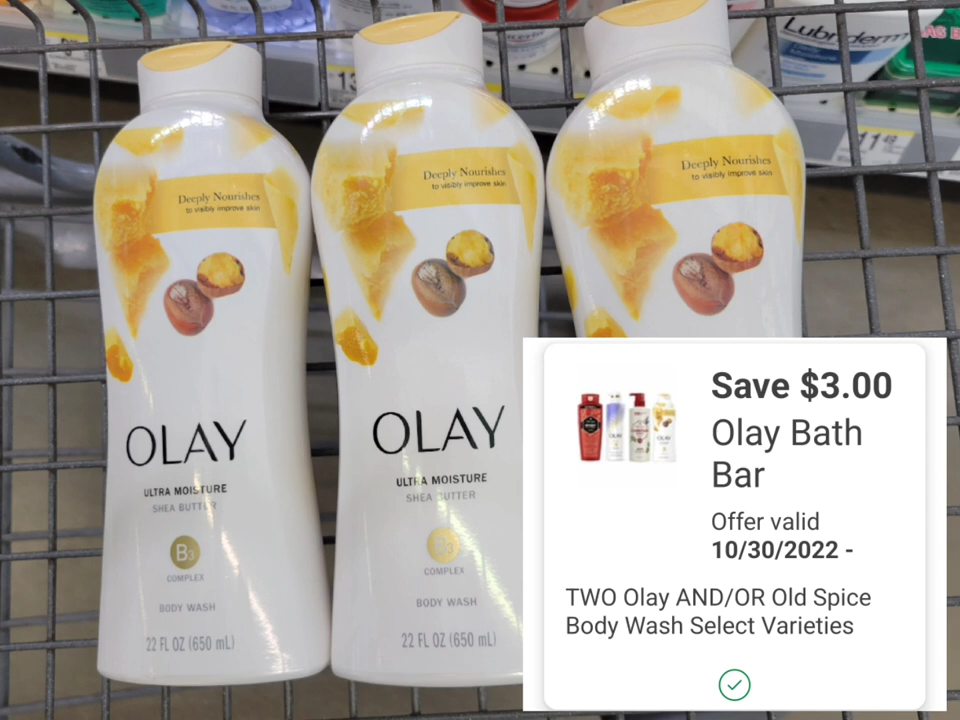 Lubriderm
13
11
Deeply Nourishes
to visibly improve skin
OLAY
ULTRA MOISTURE
SHEA BUTTER
B3
COMPLEX
BODY WASH
22 FL OZ (650 mL)
Deeply Nourishes
to visibly improve skin
OLAY
ULTRA MOISTURE
SHEA BUTTER
B3
COMPLEX
BODY WASH
22 FL OZ (650 mL)
Deeply Nourishes
to visibly improve skin
Save $3.00
Olay Bath
Bar
Offer valid
10/30/2022 -
TWO Olay AND/OR Old Spice
Body Wash Select Varieties